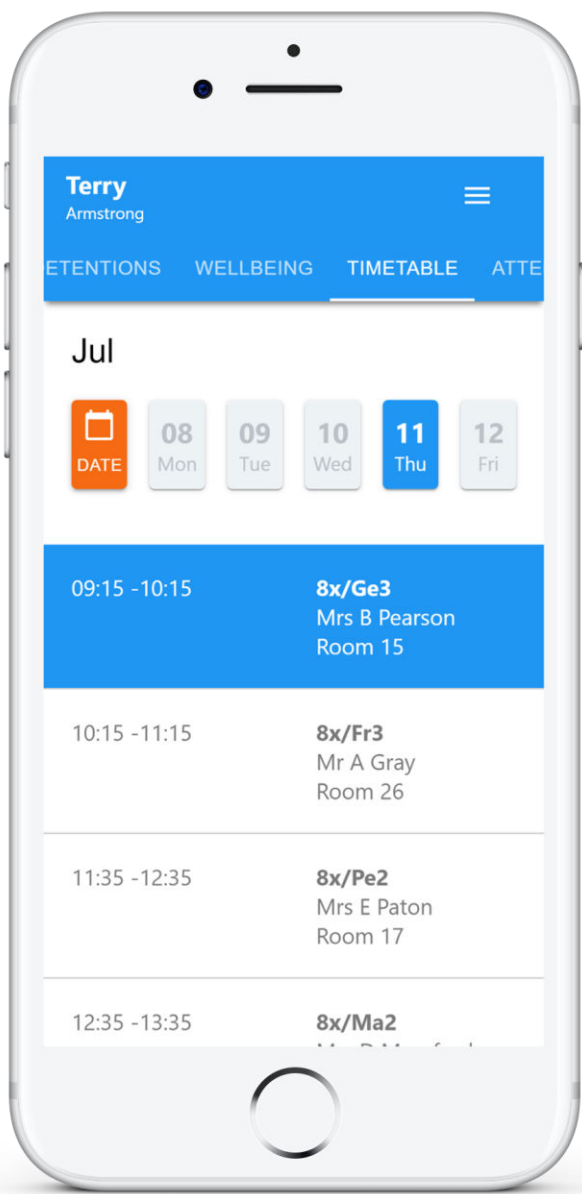 Terry
Armstrong
ETENTIONS WELLBEING TIMETABLE ATTE
Jul
DATE 08 Mon 09 Tue 10 Wed 11 Thu 12 Fri
09:15 -10:15 8x/Ge3
Mrs B Pearson
Room 15
10:15 -11:15 8x/Fr3
Mr A Gray
Room 26
11:35 -12:35 8x/Pe2
Mrs E Paton
Room 17
12:35 -13:35 8x/Ma2